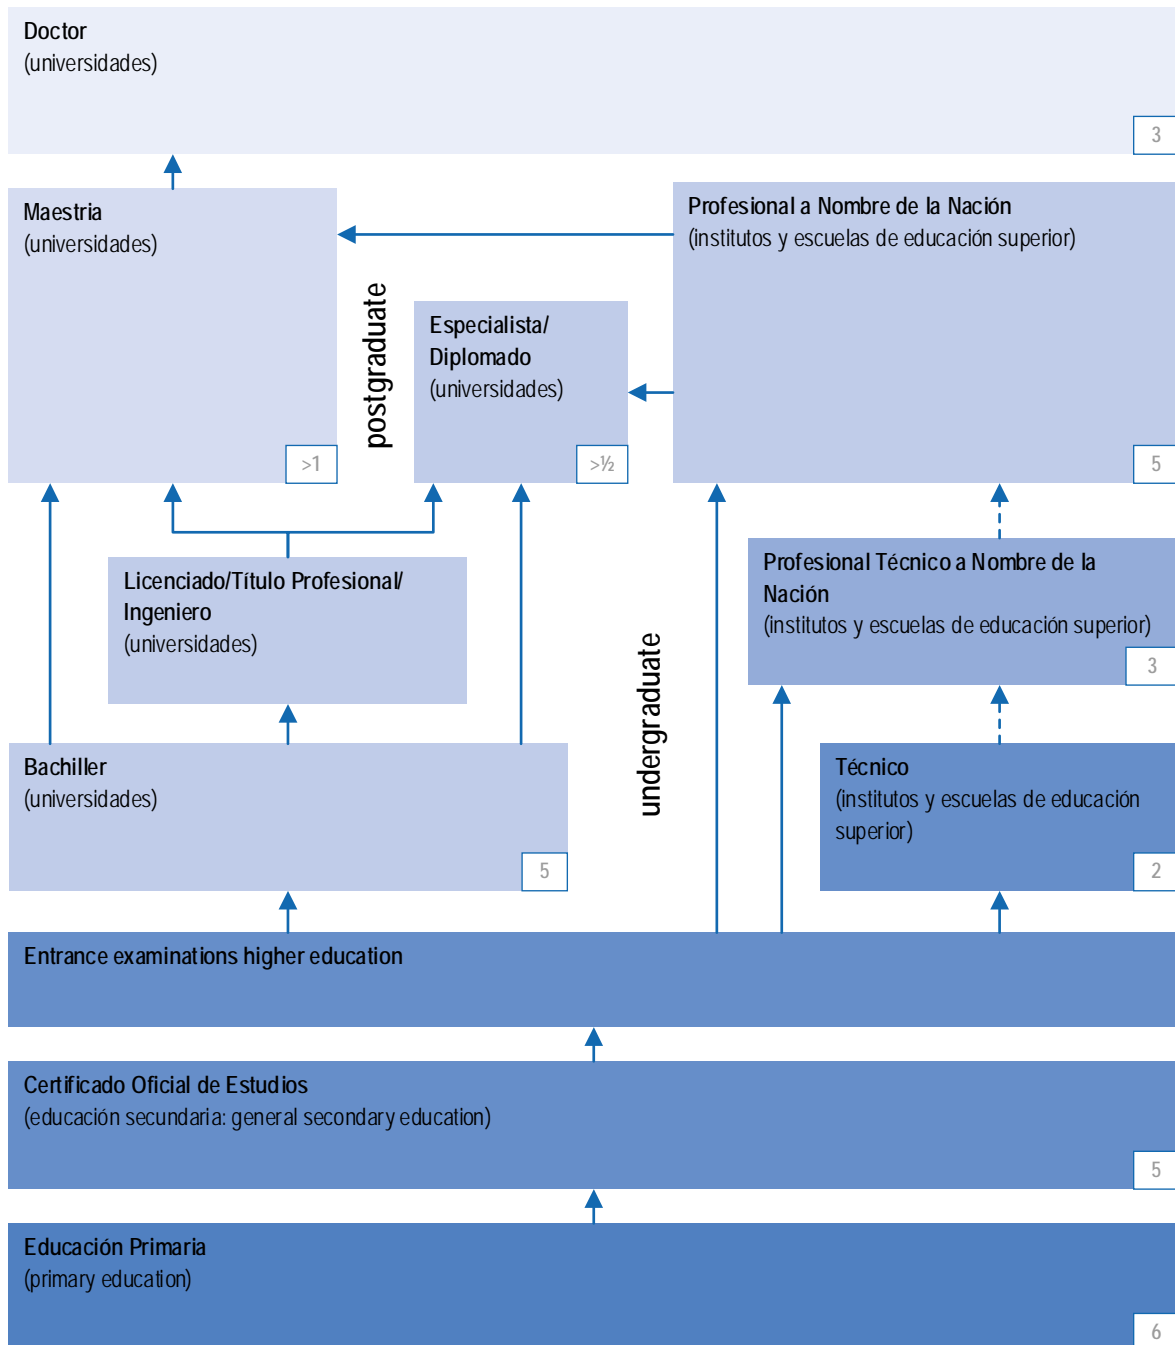 Doctor
(universidades)
3
Maestria
(universidades)
>1
postgraduate
Especialista/
Diplomado
(universidades)
>½
Profesional a Nombre de la Nación
(institutos y escuelas de educación superior)
5
Licenciado/Título Profesional/
Ingeniero
(universidades)
undergraduate
Profesional Técnico a Nombre de la
Nación
(institutos y escuelas de educación superior)
3
Bachiller
(universidades)
5
Técnico
(institutos y escuelas de educación
superior)
2
Entrance examinations higher education
Certificado Oficial de Estudios
(educación secundaria: general secondary education)
5
Educación Primaria
(primary education)
6